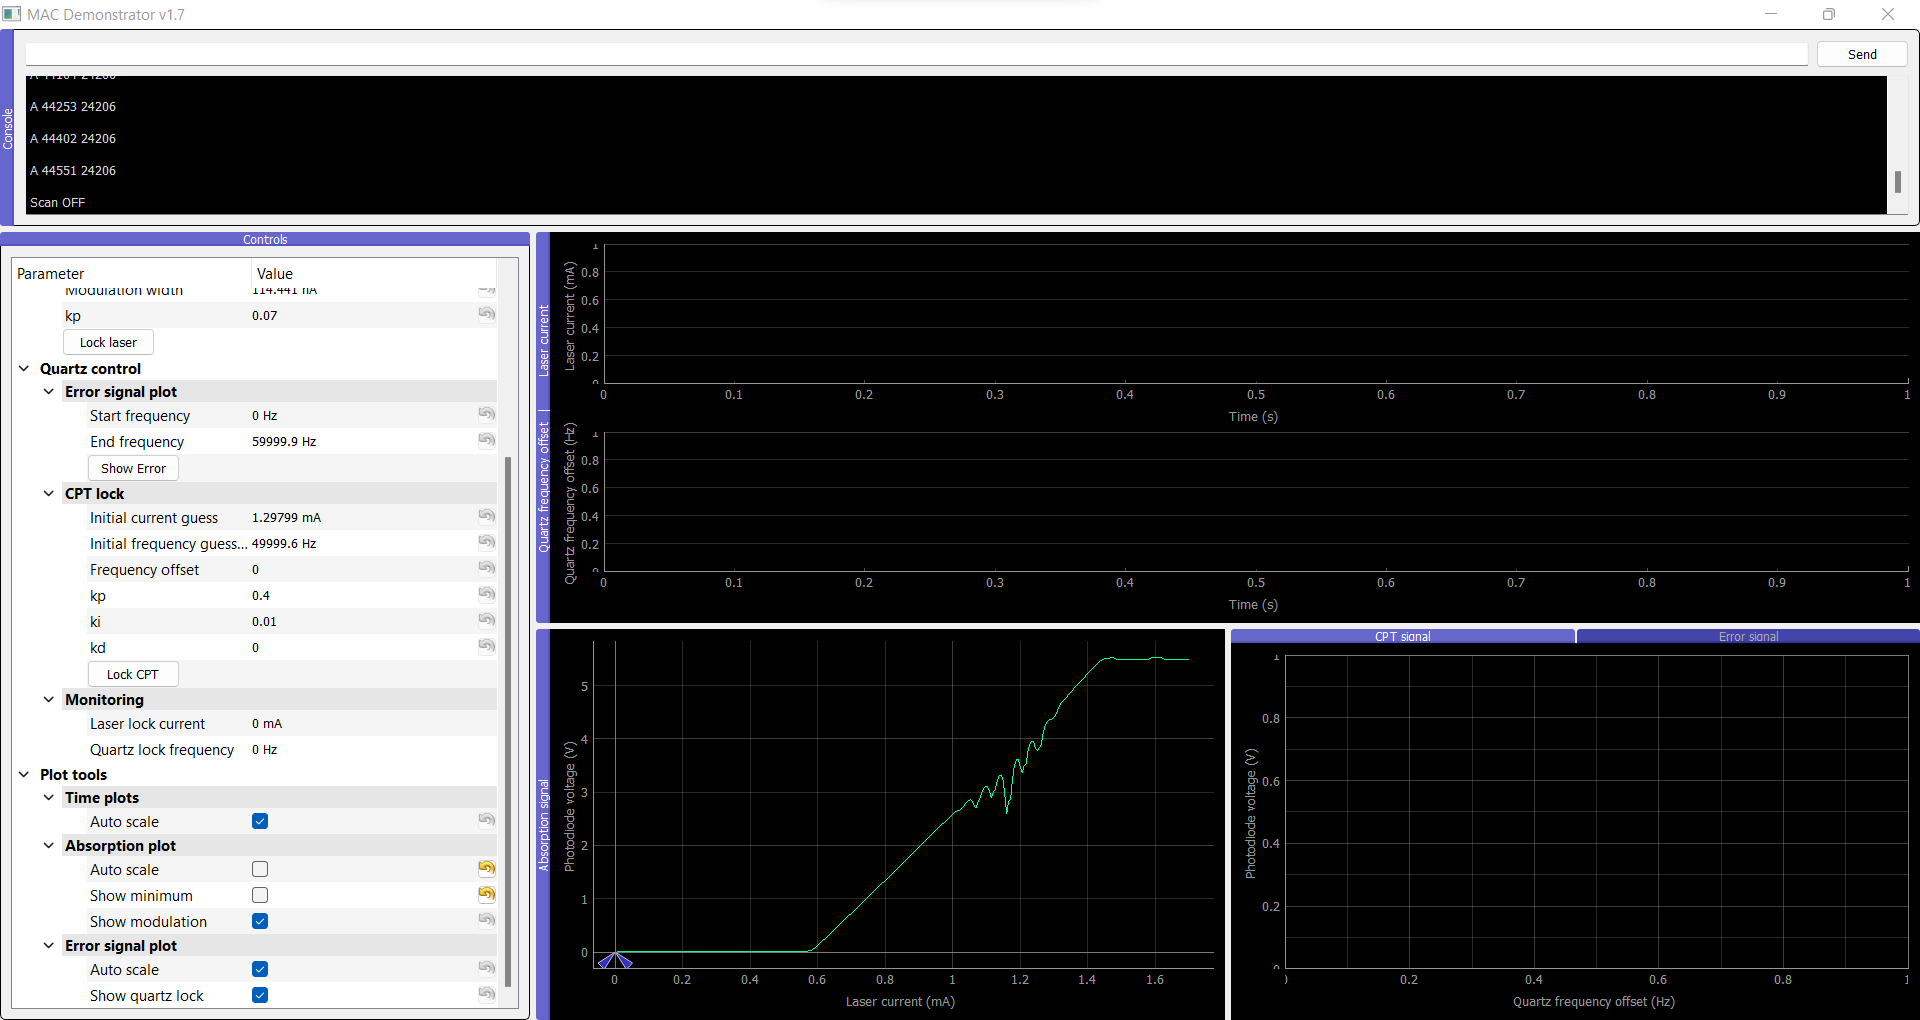 MAC Demonstrator v1.7
Send
Console
A 44253 24206
A 44402 24206
A 44551 24206
Scan OFF
Controls
Parameter Value
Modulation width 114.441 nA
kp 0.07
Lock laser
Quartz control
Error signal plot
Start frequency 0 Hz
End frequency 59999.9 Hz
Show Error
CPT lock
Initial current guess 1.29799 mA
Initial frequency guess... 49999.6 Hz
Frequency offset 0
kp 0.4
ki 0.01
kd 0
Lock CPT
Monitoring
Laser lock current 0 mA
Quartz lock frequency 0 Hz
Plot tools
Time plots
Auto scale
Absorption plot
Auto scale
Show minimum
Show modulation
Error signal plot
Auto scale
Show quartz lock
Laser current
Laser current (mA)
1
0.8
0.6
0.4
0.2
0
0 0.1 0.2 0.3 0.4 0.5 0.6 0.7 0.8 0.9 1
Time (s)
Quartz frequency offset
Quartz frequency offset (Hz)
1
0.8
0.6
0.4
0.2
0
0 0.1 0.2 0.3 0.4 0.5 0.6 0.7 0.8 0.9 1
Time (s)
Absorption signal
Photodiode voltage (V)
5
4
3
2
1
0
0 0.2 0.4 0.6 0.8 1 1.2 1.4 1.6
Laser current (mA)
CPT signal Error signal
Photodiode voltage (V)
1
0.8
0.6
0.4
0.2
0
0.2 0.4 0.6 0.8 1
Quartz frequency offset (Hz)